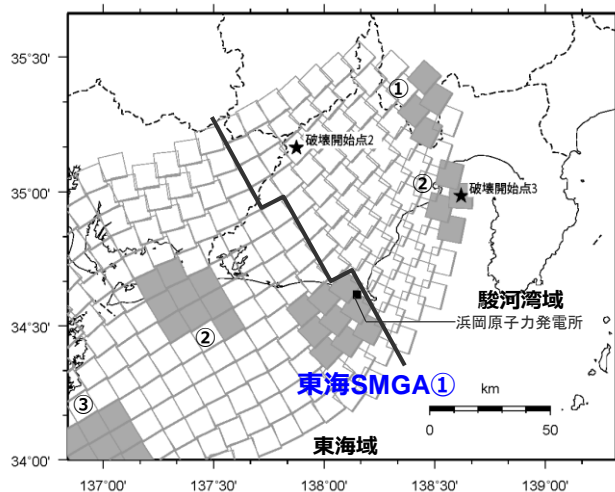 35°30'
①
破壊開始点2
35°00'
②
破壊開始点3
駿河湾域
浜岡原子力発電所
34°30'
②
東海SMGA①
③
km
0
50
東海域
34°00'
137°00'
137°30'
138°00'
138°30'
139°00'